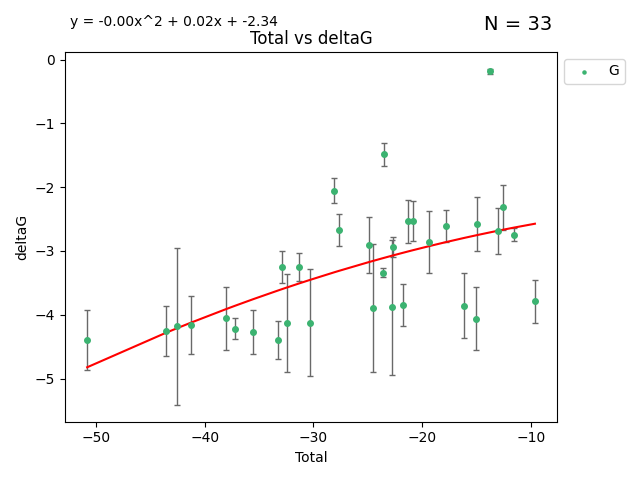 y = -0.00x^2 + 0.02x + -2.34
N = 33
Total vs deltaG
G
deltaG
0
−1
−2
−3
−4
−5
−50 −40 −30 −20 −10
Total